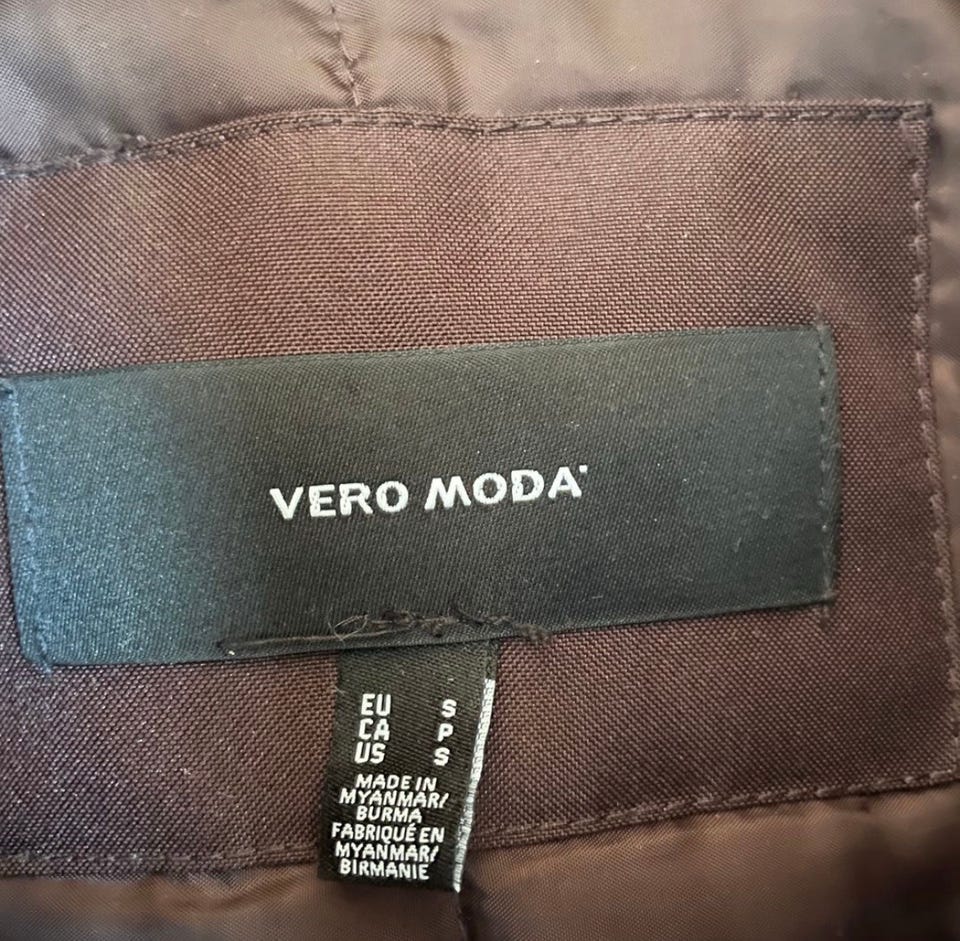 VERO MODA
EU S
CA P
US S
MADE IN
MYANMAR/
BURMA
FABRIQUÉ EN
MYANMAR/
BIRMANIE